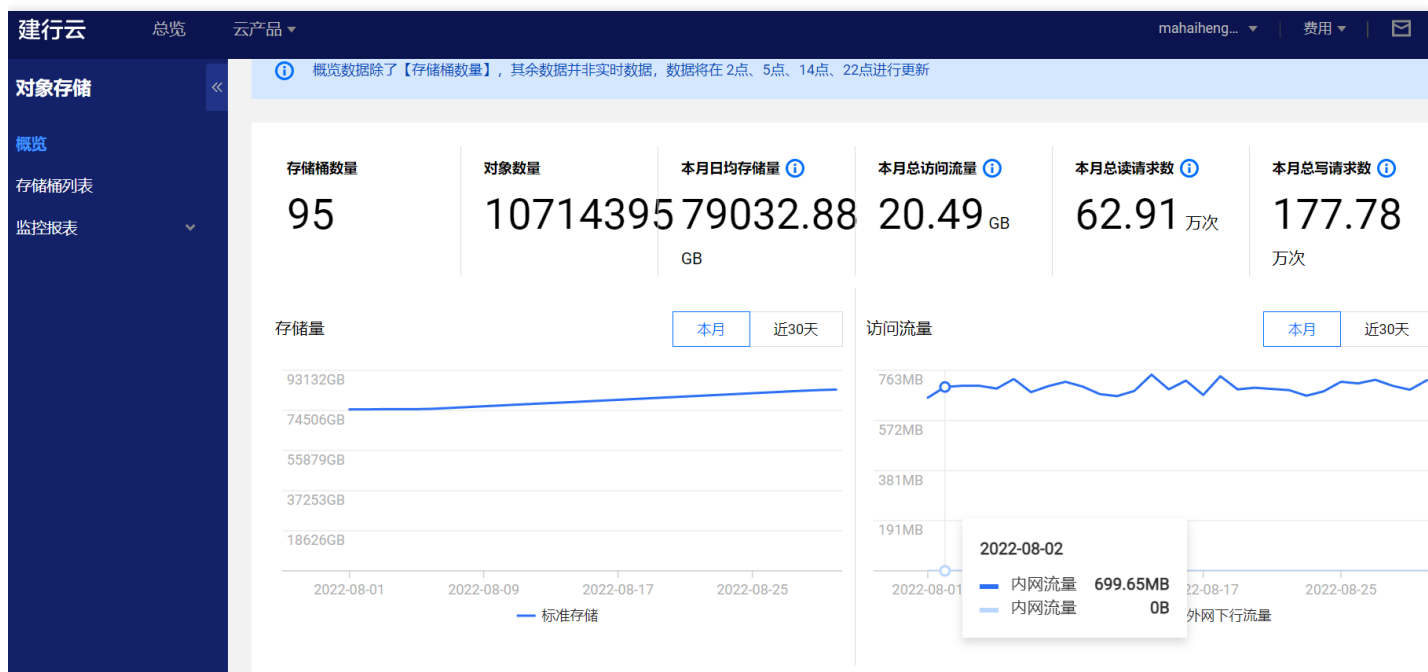 建行云 总览 云产品 mahaiheng... 费用
对象存储
概览
存储桶列表
监控报表
概览数据除了【存储桶数量】，其余数据并非实时数据，数据将在 2点、5点、14点、22点进行更新
存储桶数量 对象数量 本月日均存储量 本月总访问流量 本月总读请求数 本月总写请求数
95 10714395 79032.88 20.49 GB 62.91 万次 177.78
GB 万次
存储量 本月 近30天
93132GB
74506GB
55879GB
37253GB
18626GB
2022-08-01 2022-08-09 2022-08-17 2022-08-25
标准存储
访问流量 本月 近30天
763MB
572MB
381MB
191MB
2022-08-02
内网流量 699.65MB
内网流量 0B
2022-08-01 22-08-17 2022-08-25
外网下行流量